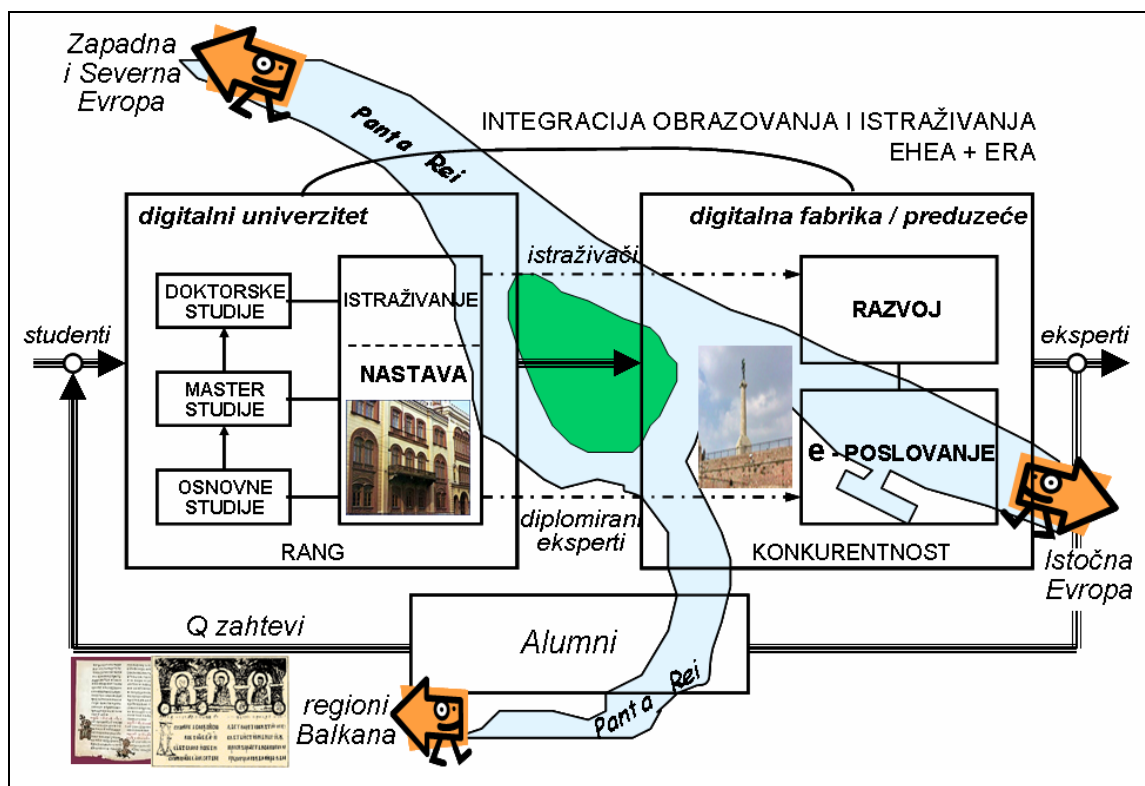 Zapadna
i Severna
Evropa
Panta Rei
INTEGRACIJA OBRAZOVANJA I ISTRAŽIVANJA
EHEA + ERA
digitalni univerzitet
digitalna fabrika / preduzeće
istraživači
DOKTORSKE
STUDIJE
ISTRAŽIVANJE
RAZVOJ
studenti
eksperti
MASTER
STUDIJE
NASTAVA
e - POSLOVANJE
OSNOVNE
STUDIJE
diplomirani
eksperti
RANG
KONKURENTNOST
Istočna
Evropa
Q zahtevi
Alumni
regioni
Balkana
Panta Rei